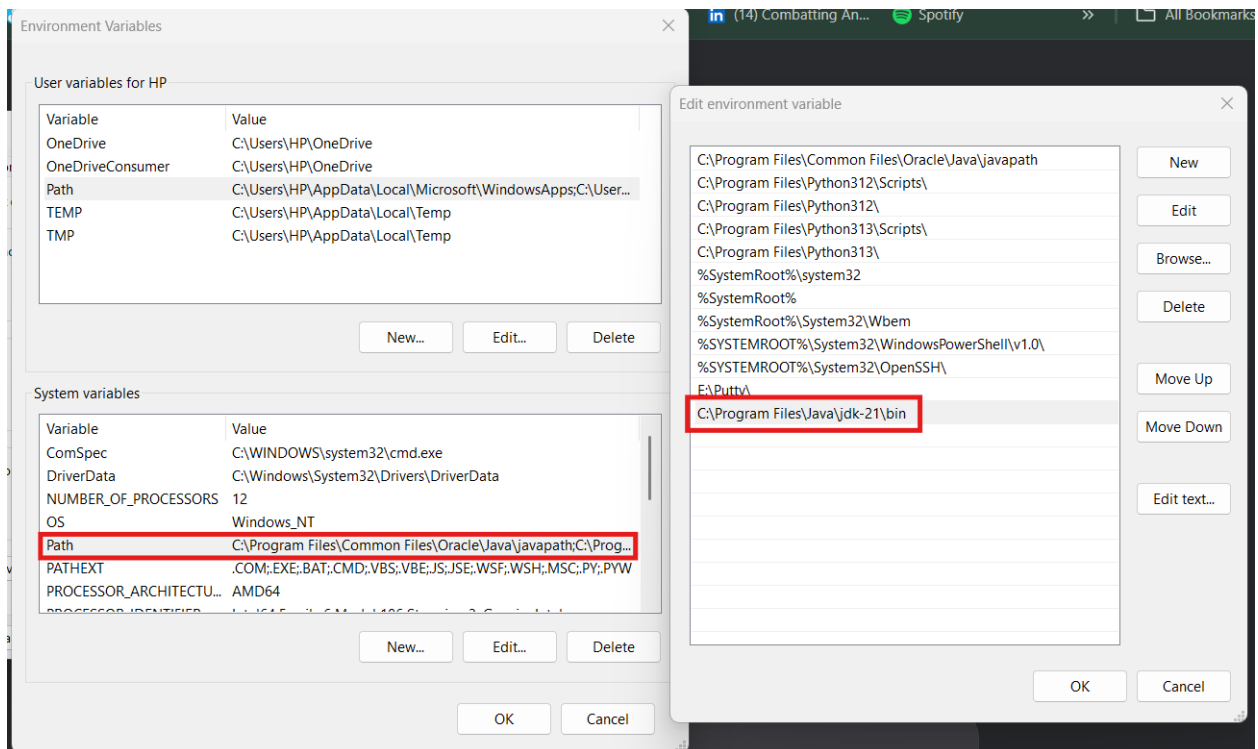 (14) Combatting An...
Spotify
»
All Bookmarks
Environment Variables
User variables for HP
Variable Value
OneDrive C:\Users\HP\OneDrive
OneDriveConsumer C:\Users\HP\OneDrive
Path C:\Users\HP\AppData\Local\Microsoft\WindowsApps;C:\User...
TEMP C:\Users\HP\AppData\Local\Temp
TMP C:\Users\HP\AppData\Local\Temp
New... Edit... Delete
System variables
Variable Value
ComSpec C:\WINDOWS\system32\cmd.exe
DriverData C:\Windows\System32\Drivers\DriverData
NUMBER_OF_PROCESSORS 12
OS Windows_NT
Path C:\Program Files\Common Files\Oracle\Java\javapath;C:\Prog...
PATHEXT .COM;.EXE;.BAT;.CMD;.VBS;.VBE;.JS;.JSE;.WSF;.WSH;.MSC;.PY;.PYW
PROCESSOR_ARCHITECTU... AMD64
New... Edit... Delete
OK Cancel
Edit environment variable
C:\Program Files\Common Files\Oracle\Java\javapath
C:\Program Files\Python312\Scripts\
C:\Program Files\Python312\
C:\Program Files\Python313\Scripts\
C:\Program Files\Python313\
%SystemRoot%\system32
%SystemRoot%
%SystemRoot%\System32\Wbem
%SYSTEMROOT%\System32\WindowsPowerShell\v1.0\
%SYSTEMROOT%\System32\OpenSSH\
E:\Putty\
C:\Program Files\Java\jdk-21\bin
New
Edit
Browse...
Delete
Move Up
Move Down
Edit text...
OK Cancel